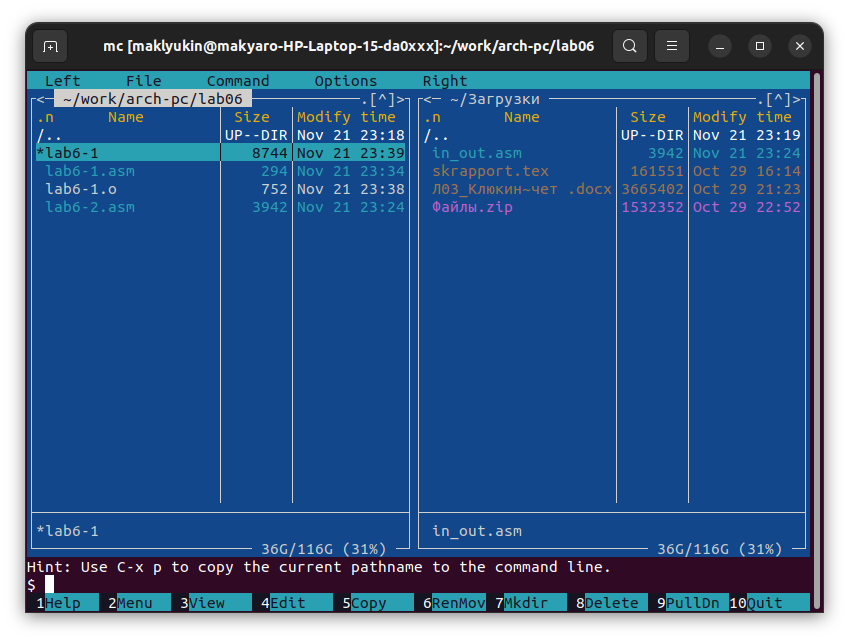 mc [maklyukin@makyaro-HP-Laptop-15-da0xxx]:~/work/arch-pc/lab06
Left File Command Options Right
<─ ~/work/arch-pc/lab06 ─.[^]>
.n Name Size Modify time
/.. UP--DIR Nov 21 23:18
*lab6-1 8744 Nov 21 23:39
lab6-1.asm 294 Nov 21 23:34
lab6-1.o 752 Nov 21 23:38
lab6-2.asm 3942 Nov 21 23:24
*lab6-1
36G/116G (31%)
<─ ~/Загрузки ─.[^]>
.n Name Size Modify time
/.. UP--DIR Nov 21 23:19
in_out.asm 3942 Nov 21 23:24
skrapport.tex 161551 Oct 29 16:14
Л03_Клюкин~чет .docx 3665402 Oct 29 21:23
Файлы.zip 1532352 Oct 29 22:52
in_out.asm
36G/116G (31%)
Hint: Use C-x p to copy the current pathname to the command line.
$
1Help 2Menu 3View 4Edit 5Copy 6RenMov 7Mkdir 8Delete 9PullDn 10Quit